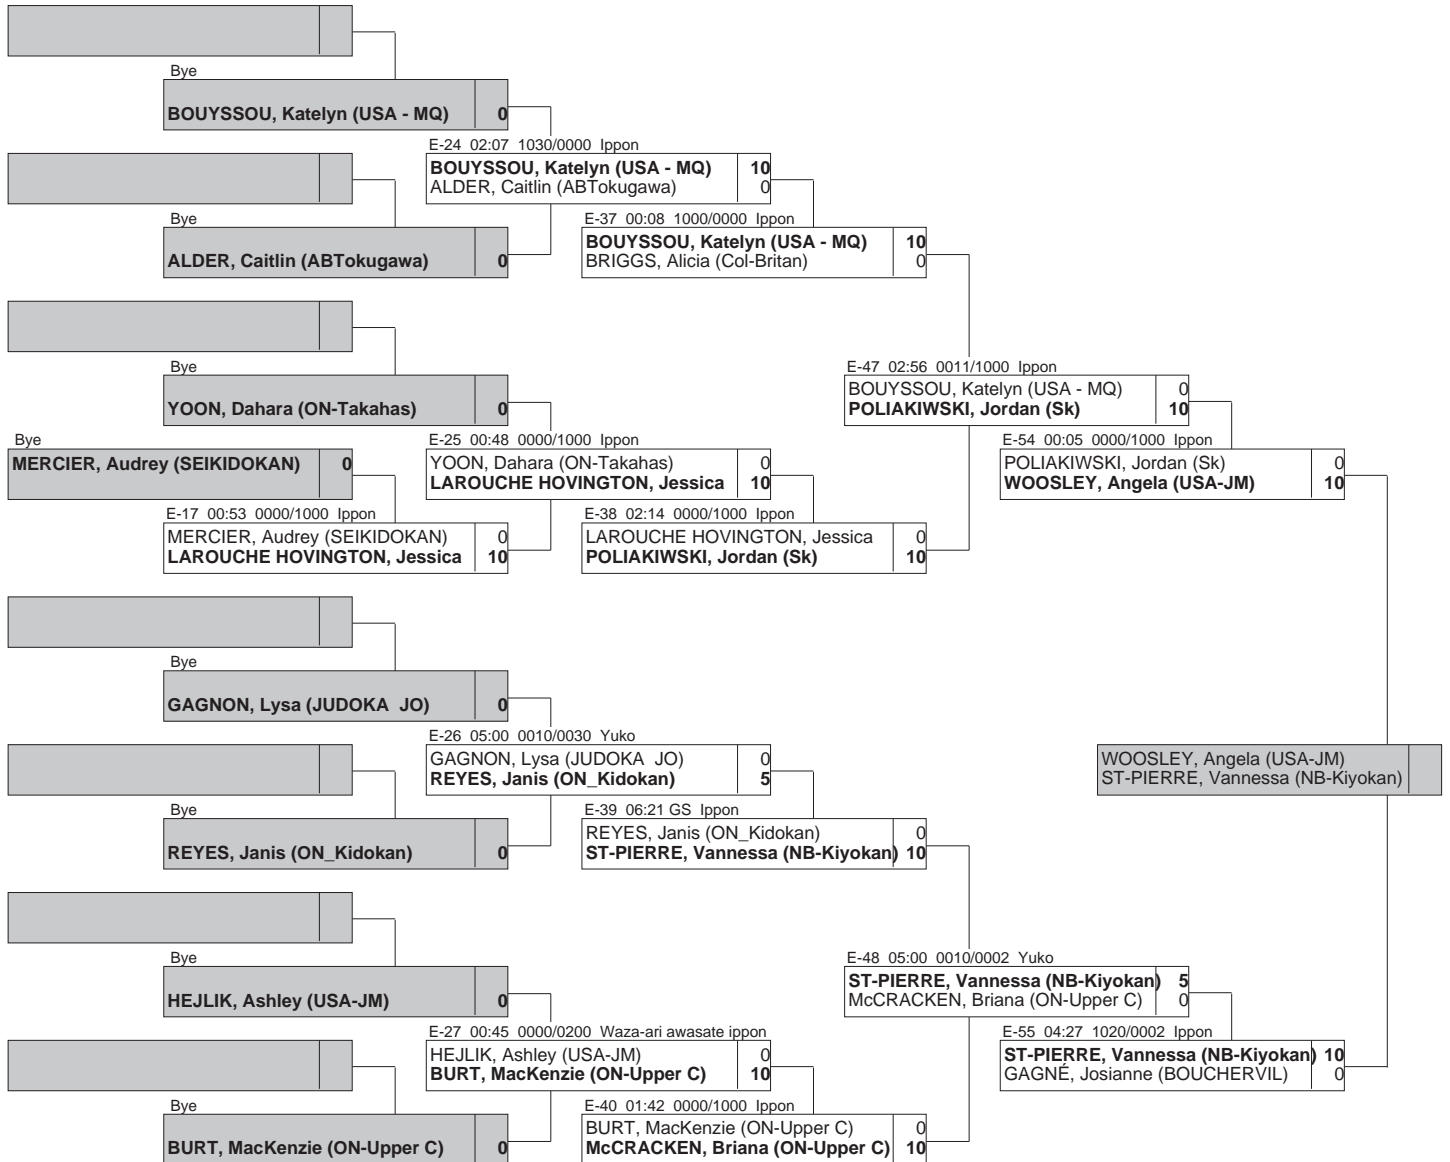 Bye
BOUYSSOU, Katelyn (USA - MQ) 0
E-24 02:07 1030/0000 Ippon
BOUYSSOU, Katelyn (USA - MQ) 10
ALDER, Caitlin (ABTokugawa) 0
Bye
ALDER, Caitlin (ABTokugawa) 0
E-37 00:08 1000/0000 Ippon
BOUYSSOU, Katelyn (USA - MQ) 10
BRIGGS, Alicia (Col-Britan) 0
Bye
YOON, Dahara (ON-Takahas) 0
E-47 02:56 0011/1000 Ippon
BOUYSSOU, Katelyn (USA - MQ) 0
POLIAKIWSKI, Jordan (Sk) 10
Bye
MERCIER, Audrey (SEIKIDOKAN) 0
E-25 00:48 0000/1000 Ippon
YOON, Dahara (ON-Takahas) 0
LAROUCHE HOVINGTON, Jessica 10
E-54 00:05 0000/1000 Ippon
POLIAKIWSKI, Jordan (Sk) 0
WOOSLEY, Angela (USA-JM) 10
E-17 00:53 0000/1000 Ippon
MERCIER, Audrey (SEIKIDOKAN) 0
LAROUCHE HOVINGTON, Jessica 10
E-38 02:14 0000/1000 Ippon
LAROUCHE HOVINGTON, Jessica 0
POLIAKIWSKI, Jordan (Sk) 10
Bye
GAGNON, Lysa (JUDOKA JO) 0
E-26 05:00 0010/0030 Yuko
GAGNON, Lysa (JUDOKA JO) 0
REYES, Janis (ON_Kidokan) 5
WOOSLEY, Angela (USA-JM)
ST-PIERRE, Vannessa (NB-Kiyokan)
Bye
REYES, Janis (ON_Kidokan) 0
E-39 06:21 GS Ippon
REYES, Janis (ON_Kidokan) 0
ST-PIERRE, Vannessa (NB-Kiyokan) 10
Bye
HEJLIK, Ashley (USA-JM) 0
E-48 05:00 0010/0002 Yuko
ST-PIERRE, Vannessa (NB-Kiyokan) 5
McCRACKEN, Briana (ON-Upper C) 0
E-27 00:45 0000/0200 Waza-ari awasate ippon
HEJLIK, Ashley (USA-JM) 0
BURT, MacKenzie (ON-Upper C) 10
E-55 04:27 1020/0002 Ippon
ST-PIERRE, Vannessa (NB-Kiyokan) 10
GAGNÉ, Josianne (BOUCHERVIL) 0
Bye
BURT, MacKenzie (ON-Upper C) 0
E-40 01:42 0000/1000 Ippon
BURT, MacKenzie (ON-Upper C) 0
McCRACKEN, Briana (ON-Upper C) 10